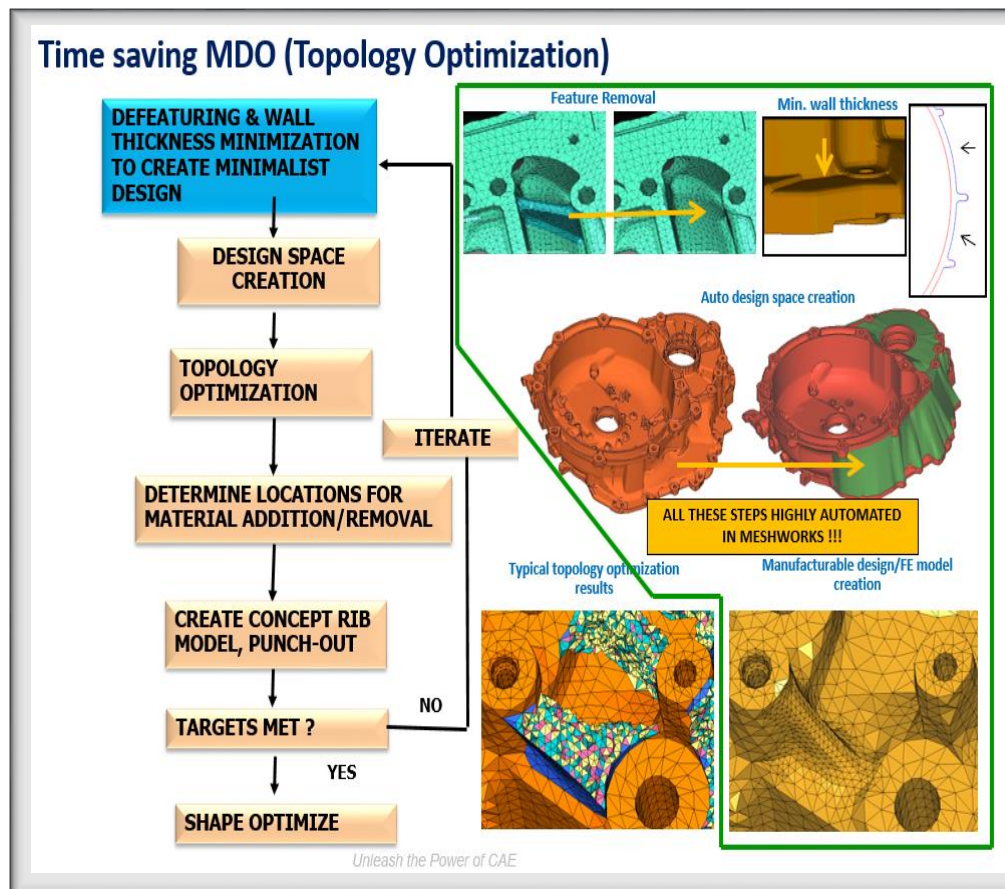 Time saving MDO (Topology Optimization)
DEFEATURING & WALL
THICKNESS MINIMIZATION
TO CREATE MINIMALIST
DESIGN
DESIGN SPACE
CREATION
TOPOLOGY
OPTIMIZATION
ITERATE
DETERMINE LOCATIONS FOR
MATERIAL ADDITION/REMOVAL
CREATE CONCEPT RIB
MODEL, PUNCH-OUT
NO
TARGETS MET ?
YES
SHAPE OPTIMIZE
Feature Removal
Min. wall thickness
Auto design space creation
ALL THESE STEPS HIGHLY AUTOMATED
IN MESHWORKS !!!
Typical topology optimization
results
Manufacturable design/FE model
creation
Unleash the Power of CAE